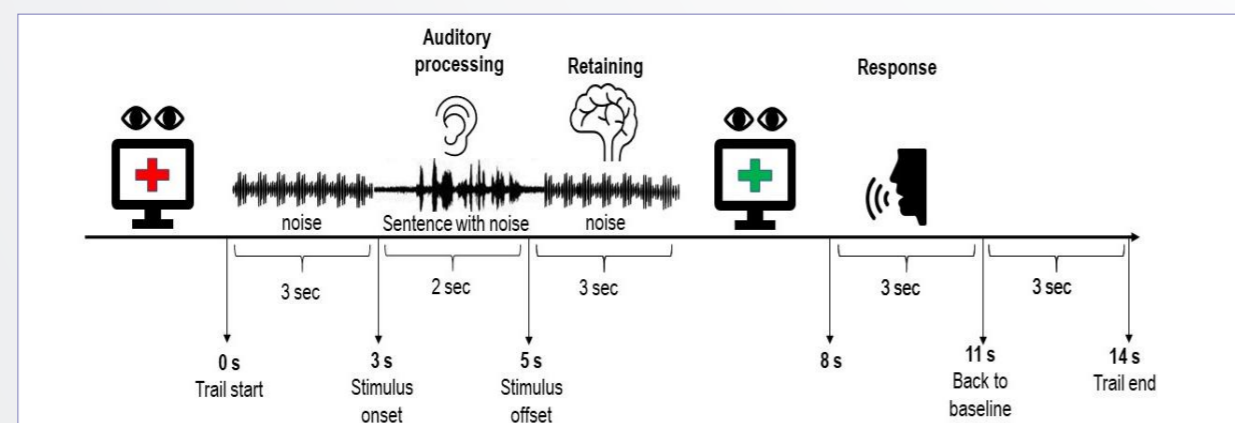 Auditory
processing
Retaining
Response
noise
Sentence with noise
noise
3 sec
2 sec
3 sec
3 sec
3 sec
0 s
Trail start
3 s
Stimulus
onset
5 s
Stimulus
offset
8 s
11 s
Back to
baseline
14 s
Trail end